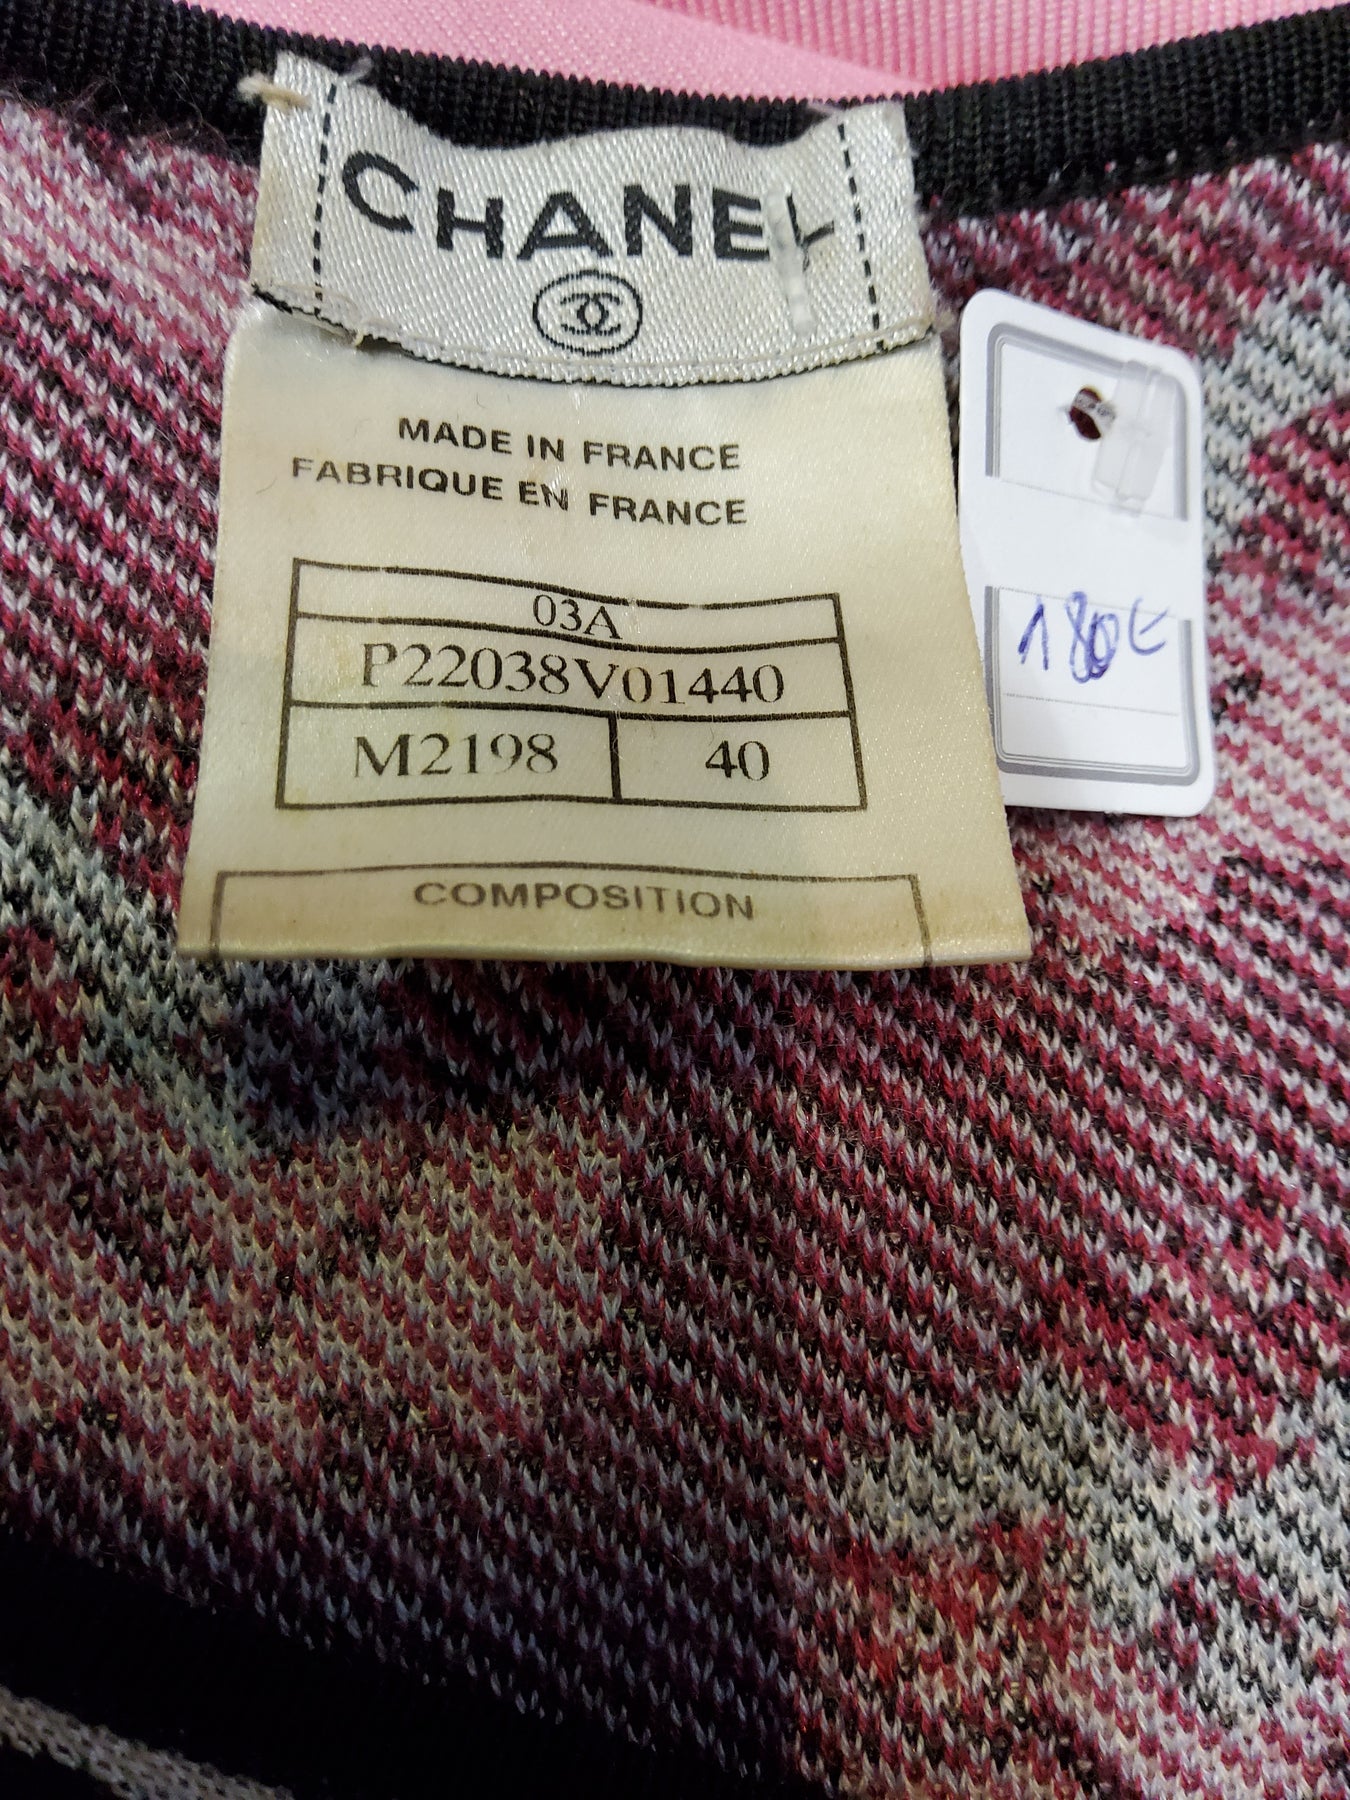 CHANEL
MADE IN FRANCE
FABRIQUE EN FRANCE
03A
P22038V01440
M2198 40
COMPOSITION
180€